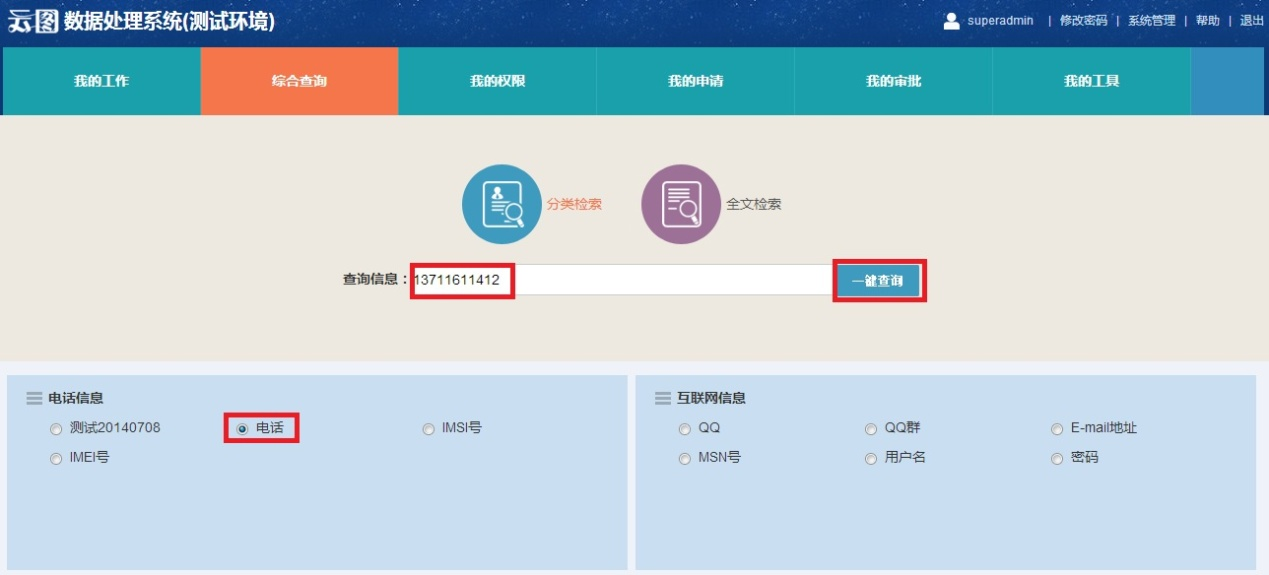 云图 数据处理系统(测试环境)
superadmin | 修改密码 | 系统管理 | 帮助 | 退出
我的工作 综合查询 我的权限 我的申请 我的审批 我的工具
分类检索 全文检索
查询信息：13711611412 一键查询
电话信息 互联网信息
测试20140708 电话 IMSI号 QQ QQ群 E-mail地址
IMEI号 MSN号 用户名 密码